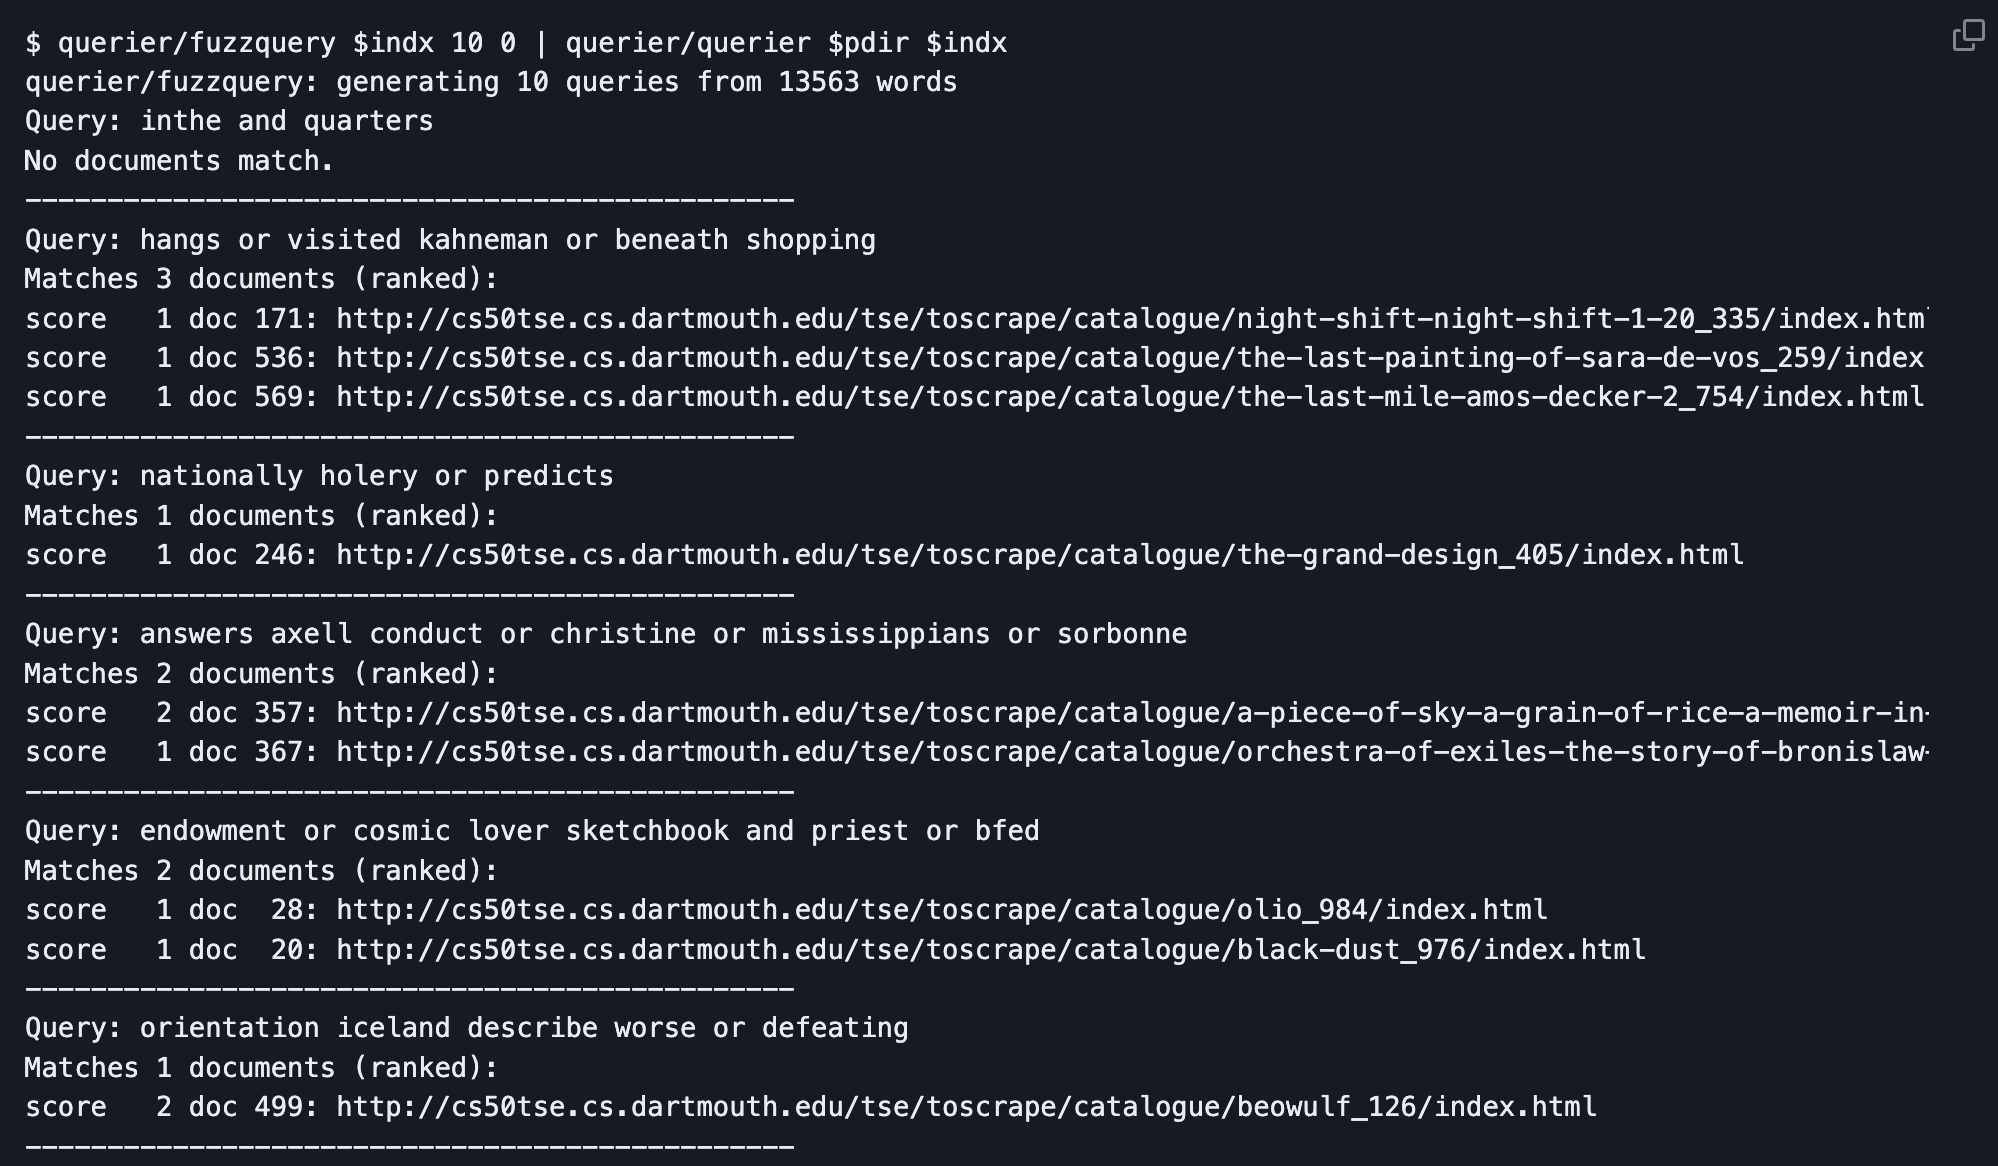 $ querier/fuzzquery $indx 10 0 | querier/querier $pdir $indx
querier/fuzzquery: generating 10 queries from 13563 words
Query: inthe and quarters
No documents match.
-----------------------------------------------
Query: hangs or visited kahneman or beneath shopping
Matches 3 documents (ranked):
score   1 doc 171: http://cs50tse.cs.dartmouth.edu/tse/toscrape/catalogue/night-shift-night-shift-1-20_335/index.htm
score   1 doc 536: http://cs50tse.cs.dartmouth.edu/tse/toscrape/catalogue/the-last-painting-of-sara-de-vos_259/index
score   1 doc 569: http://cs50tse.cs.dartmouth.edu/tse/toscrape/catalogue/the-last-mile-amos-decker-2_754/index.html
-----------------------------------------------
Query: nationally holery or predicts
Matches 1 documents (ranked):
score   1 doc 246: http://cs50tse.cs.dartmouth.edu/tse/toscrape/catalogue/the-grand-design_405/index.html
-----------------------------------------------
Query: answers axell conduct or christine or mississippians or sorbonne
Matches 2 documents (ranked):
score   2 doc 357: http://cs50tse.cs.dartmouth.edu/tse/toscrape/catalogue/a-piece-of-sky-a-grain-of-rice-a-memoir-in-
score   1 doc 367: http://cs50tse.cs.dartmouth.edu/tse/toscrape/catalogue/orchestra-of-exiles-the-story-of-bronislaw-
-----------------------------------------------
Query: endowment or cosmic lover sketchbook and priest or bfed
Matches 2 documents (ranked):
score   1 doc  28: http://cs50tse.cs.dartmouth.edu/tse/toscrape/catalogue/olio_984/index.html
score   1 doc  20: http://cs50tse.cs.dartmouth.edu/tse/toscrape/catalogue/black-dust_976/index.html
-----------------------------------------------
Query: orientation iceland describe worse or defeating
Matches 1 documents (ranked):
score   2 doc 499: http://cs50tse.cs.dartmouth.edu/tse/toscrape/catalogue/beowulf_126/index.html
-----------------------------------------------